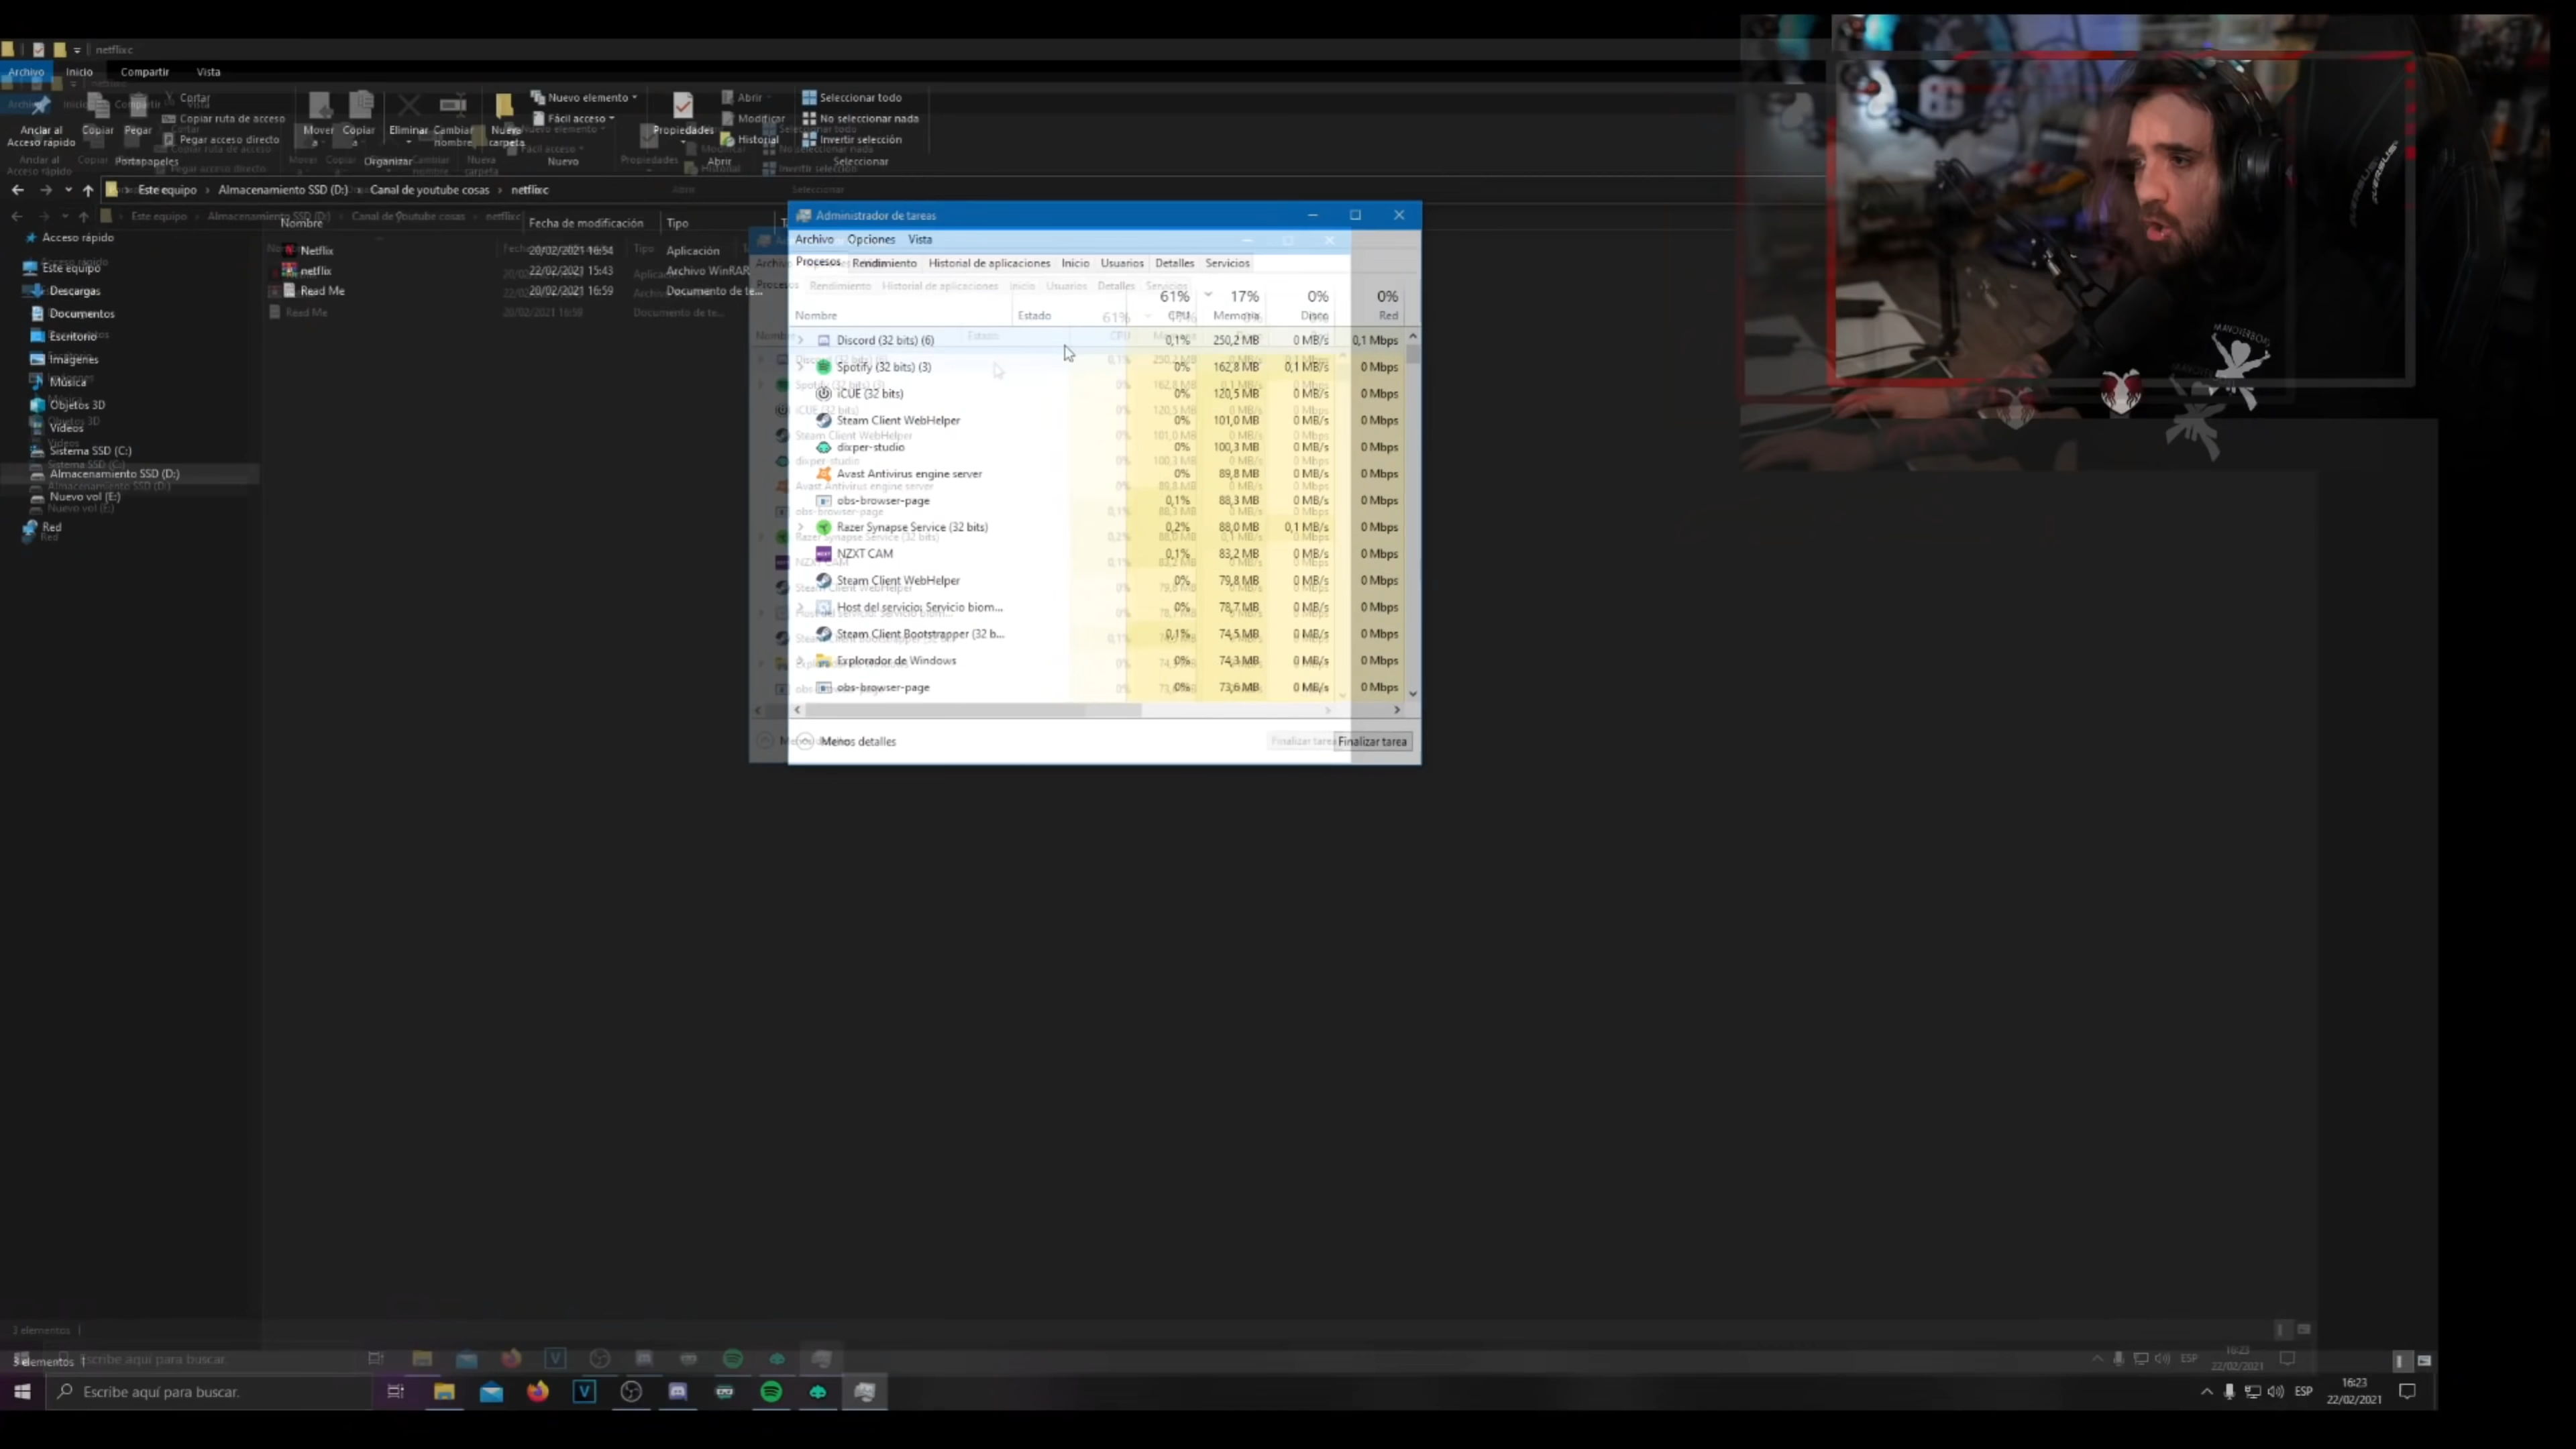 netflixc
Archivo Inicio Compartir Vista
Cortar
Copiar ruta de acceso
Pegar acceso directo
Anclar al Acceso rápido Copiar Pegar
Mover a Copiar a Eliminar Cambiar nombre
Nueva carpeta
Nuevo elemento
Fácil acceso
Propiedades
Abrir
Modificar
Historial
Seleccionar todo
No seleccionar nada
Invertir selección
Portapapeles Organizar Nuevo Abrir Seleccionar
Este equipo › Almacenamiento SSD (D:) › Canal de youtube cosas › netflixc
Nombre Fecha de modificación Tipo
Netflix 20/02/2021 16:54 Aplicación
netflix 22/02/2021 15:43 Archivo WinRAR
Read Me 20/02/2021 16:59 Documento de te...
Acceso rápido
Este equipo
Descargas
Documentos
Escritorio
Imágenes
Música
Objetos 3D
Vídeos
Sistema SSD (C:)
Almacenamiento SSD (D:)
Nuevo vol (E:)
Red
Administrador de tareas
Archivo Opciones Vista
Procesos Rendimiento Historial de aplicaciones Inicio Usuarios Detalles Servicios
61% 17% 0% 0%
Nombre Estado CPU Memoria Disco Red
Discord (32 bits) (6) 0,1% 250,2 MB 0 MB/s 0,1 Mbps
Spotify (32 bits) (3) 0% 162,8 MB 0,1 MB/s 0 Mbps
iCUE (32 bits) 0% 120,5 MB 0 MB/s 0 Mbps
Steam Client WebHelper 0% 101,0 MB 0 MB/s 0 Mbps
dixper-studio 0% 100,3 MB 0 MB/s 0 Mbps
Avast Antivirus engine server 0% 89,8 MB 0 MB/s 0 Mbps
obs-browser-page 0,1% 88,3 MB 0 MB/s 0 Mbps
Razer Synapse Service (32 bits) 0,2% 88,0 MB 0,1 MB/s 0 Mbps
NZXT CAM 0,1% 83,2 MB 0 MB/s 0 Mbps
Steam Client WebHelper 0% 79,8 MB 0 MB/s 0 Mbps
Host del servicio: Servicio biom... 0% 78,7 MB 0 MB/s 0 Mbps
Steam Client Bootstrapper (32 b... 0,1% 74,5 MB 0 MB/s 0 Mbps
Explorador de Windows 0% 74,3 MB 0 MB/s 0 Mbps
obs-browser-page 0% 73,6 MB 0 MB/s 0 Mbps
Menos detalles Finalizar tarea
3 elementos
Escribe aquí para buscar.
ESP 16:23
22/02/2021